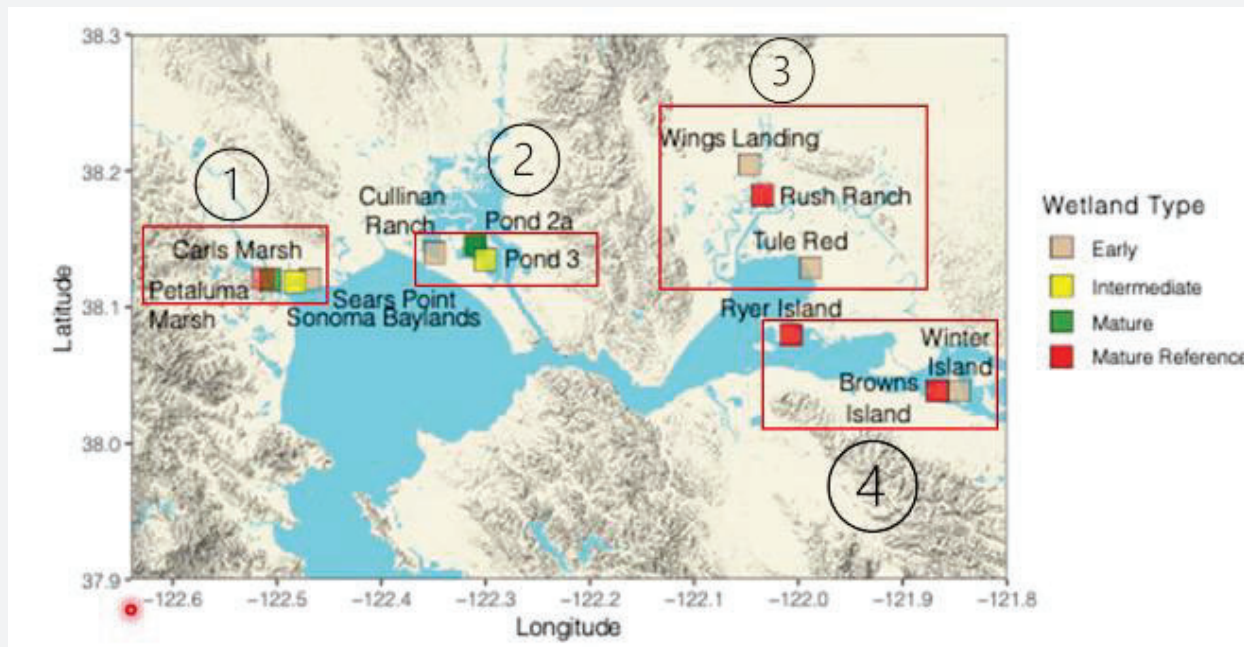 38.3
38.2
38.1
38.0
37.9
Latitude
-122.6
-122.5
-122.4
-122.3
-122.2
-122.1
-122.0
-121.9
-121.8
Longitude
1
Carls Marsh
Petaluma
Marsh
Sears Point
Sonoma Baylands
2
Cullinan
Ranch
Pond 2a
Pond 3
3
Wings Landing
Rush Ranch
Tule Red
Ryer Island
Winter
Island
Browns
Island
4
Wetland Type
Early
Intermediate
Mature
Mature Reference